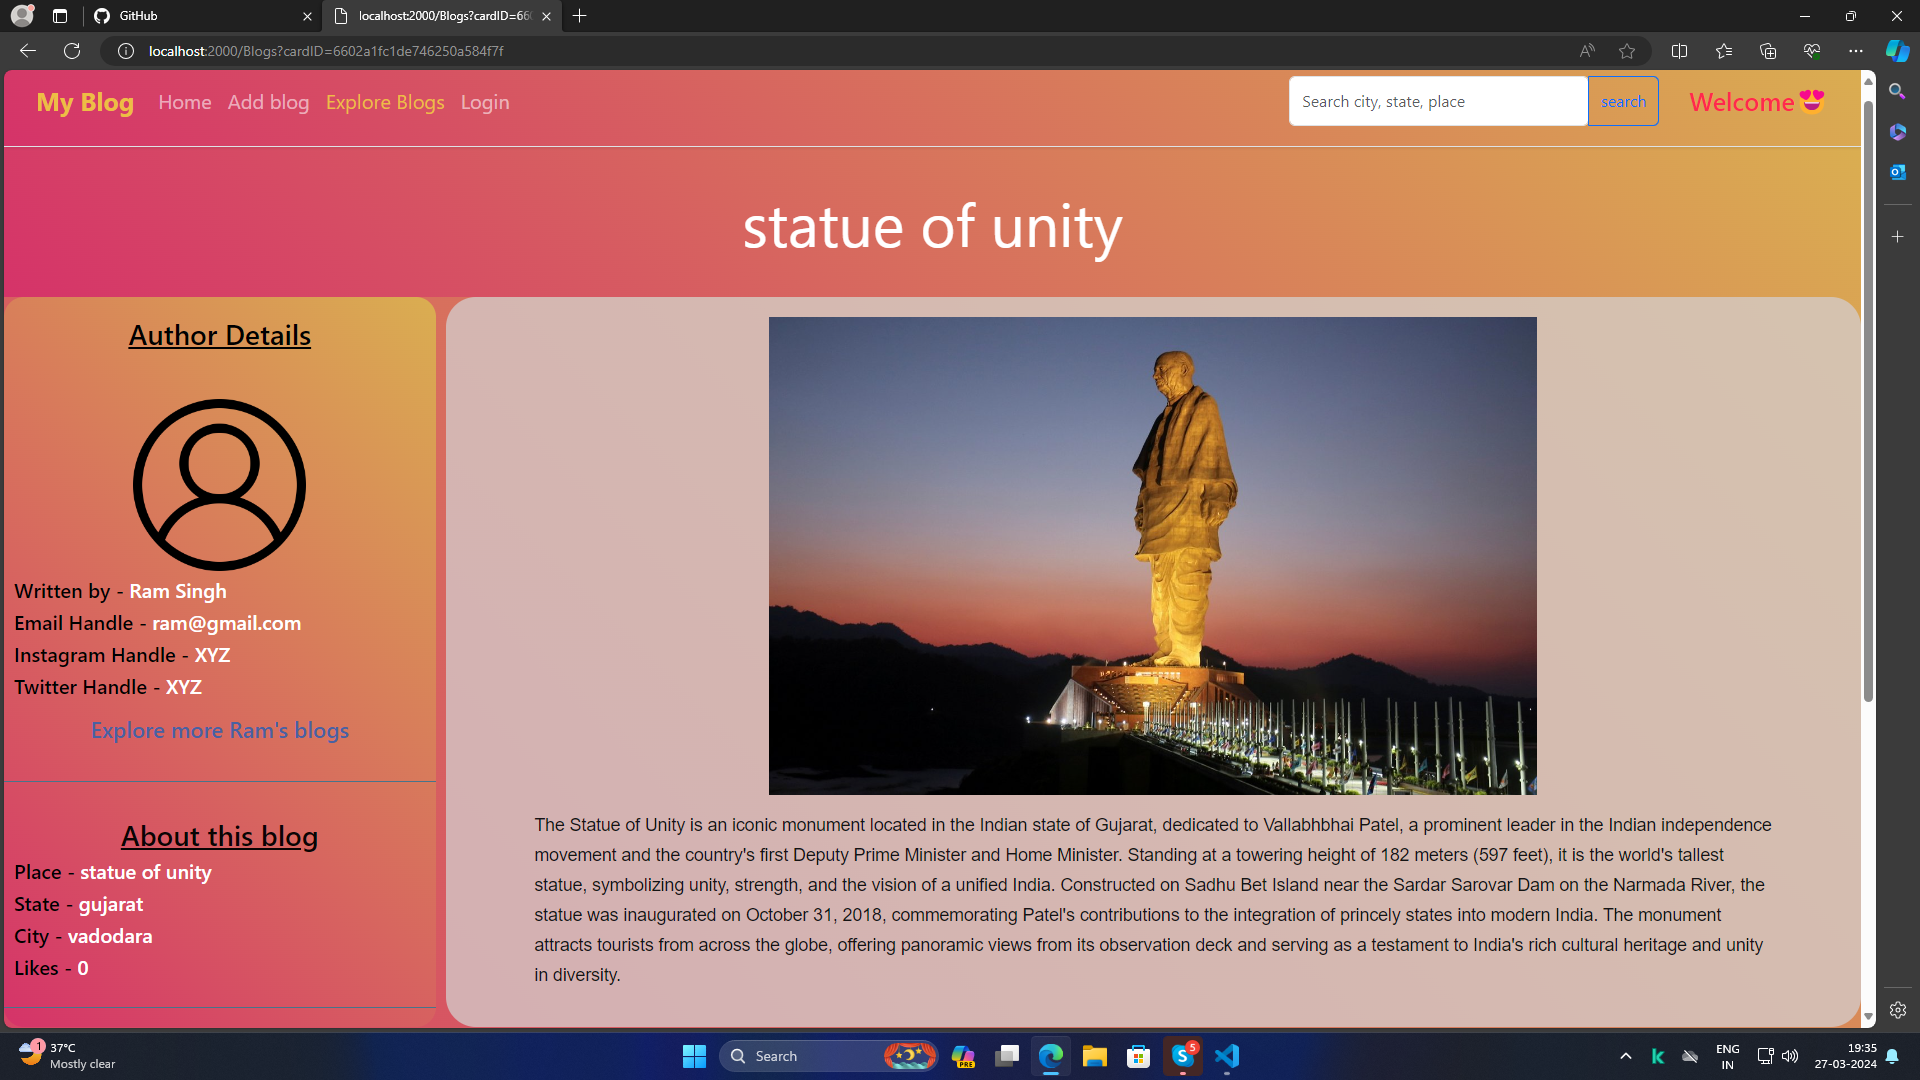 GitHub
localhost:2000/Blogs?cardID=660
localhost:2000/Blogs?cardID=6602a1fc1de746250a584f7f
My Blog Home Add blog Explore Blogs Login Search city, state, place search Welcome😍
statue of unity
Author Details
Written by - Ram Singh
Email Handle - ram@gmail.com
Instagram Handle - XYZ
Twitter Handle - XYZ
Explore more Ram's blogs
About this blog
Place - statue of unity
State - gujarat
City - vadodara
Likes - 0
The Statue of Unity is an iconic monument located in the Indian state of Gujarat, dedicated to Vallabhbhai Patel, a prominent leader in the Indian independence
movement and the country's first Deputy Prime Minister and Home Minister. Standing at a towering height of 182 meters (597 feet), it is the world's tallest
statue, symbolizing unity, strength, and the vision of a unified India. Constructed on Sadhu Bet Island near the Sardar Sarovar Dam on the Narmada River, the
statue was inaugurated on October 31, 2018, commemorating Patel's contributions to the integration of princely states into modern India. The monument
attracts tourists from across the globe, offering panoramic views from its observation deck and serving as a testament to India's rich cultural heritage and unity
in diversity.
1
37°C
Mostly clear
Search
PRE
S 5
k
ENG
IN
19:35
27-03-2024